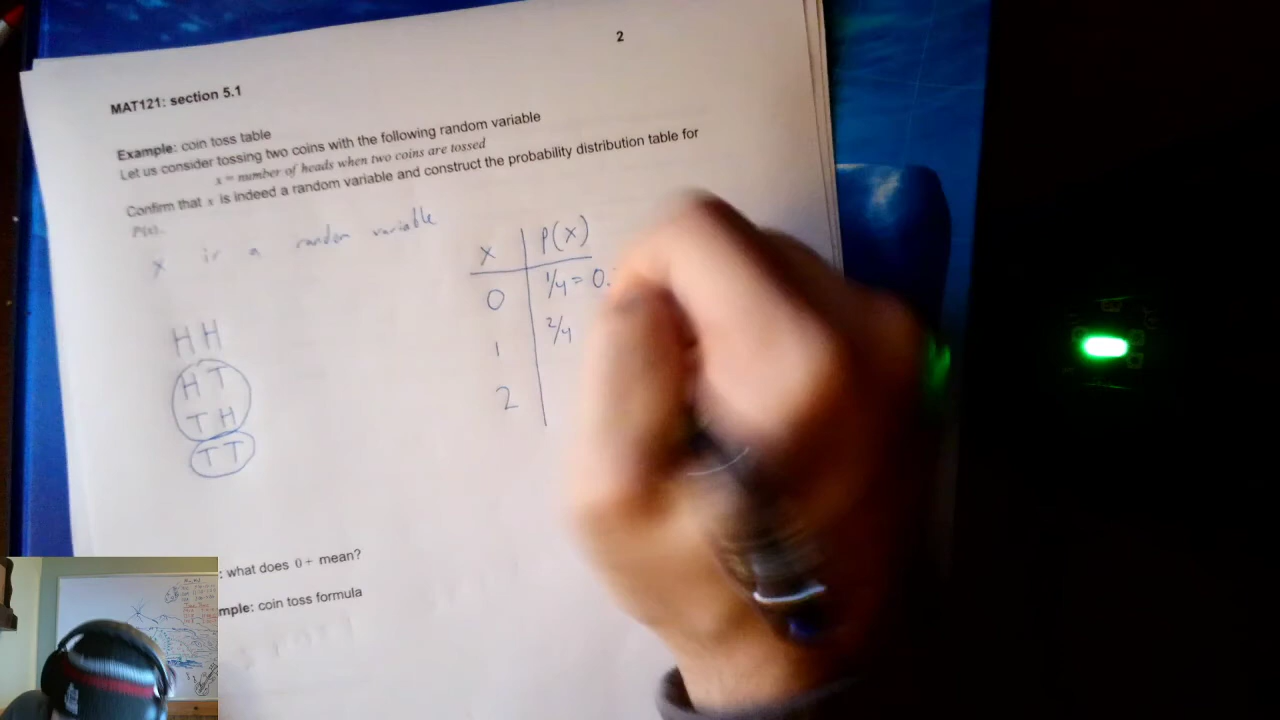 2
MAT121: section 5.1
Example: coin toss table
Let us consider tossing two coins with the following random variable
x = number of heads when two coins are tossed
Confirm that x is indeed a random variable and construct the probability distribution table for
P(x).
x is a random variable
x P(x)
0 1/4 = 0.
1 2/4
2
HH
HT
TH
TT
: what does 0+ mean?
mple: coin toss formula